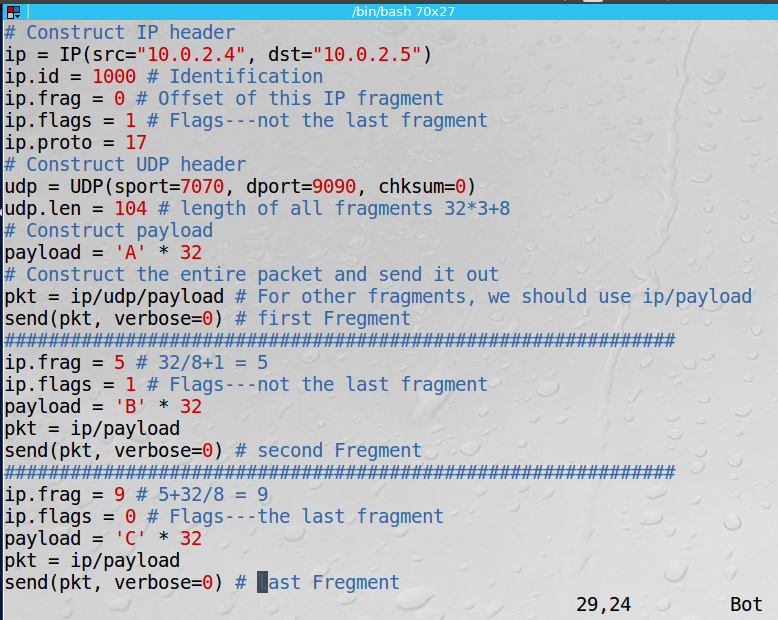 /bin/bash 70x27
# Construct IP header
ip = IP(src="10.0.2.4", dst="10.0.2.5")
ip.id = 1000 # Identification
ip.frag = 0 # Offset of this IP fragment
ip.flags = 1 # Flags---not the last fragment
ip.proto = 17
# Construct UDP header
udp = UDP(sport=7070, dport=9090, chksum=0)
udp.len = 104 # length of all fragments 32*3+8
# Construct payload
payload = 'A' * 32
# Construct the entire packet and send it out
pkt = ip/udp/payload # For other fragments, we should use ip/payload
send(pkt, verbose=0) # first Fregment
#############################################################
ip.frag = 5 # 32/8+1 = 5
ip.flags = 1 # Flags---not the last fragment
payload = 'B' * 32
pkt = ip/payload
send(pkt, verbose=0) # second Fregment
#############################################################
ip.frag = 9 # 5+32/8 = 9
ip.flags = 0 # Flags---the last fragment
payload = 'C' * 32
pkt = ip/payload
send(pkt, verbose=0) # last Fregment
29,24 Bot